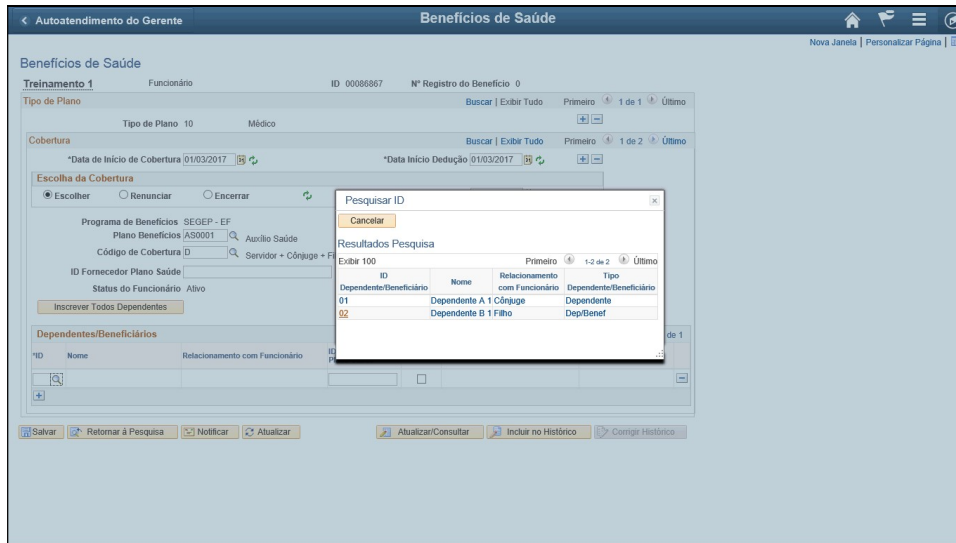 Autoatendimento do Gerente
Benefícios de Saúde
Nova Janela | Personalizar Página |
Benefícios de Saúde
Treinamento 1 Funcionário ID 00086867 Nº Registro do Benefício 0
Tipo de Plano Buscar | Exibir Tudo Primeiro 1 de 1 Último
Tipo de Plano 10 Médico
Cobertura Buscar | Exibir Tudo Primeiro 1 de 2 Último
*Data de Início de Cobertura 01/03/2017 *Data Início Dedução 01/03/2017
Escolha da Cobertura
Escolher Renunciar Encerrar
Programa de Benefícios SEGEP - EF
Plano Benefícios AS0001 Auxílio Saúde
Código de Cobertura D Servidor + Cônjuge + Fi
ID Fornecedor Plano Saúde
Status do Funcionário Ativo
Inscrever Todos Dependentes
Dependentes/Beneficiários de 1
*ID Nome Relacionamento com Funcionário
Pesquisar ID
Cancelar
Resultados Pesquisa
Exibir 100 Primeiro 1-2 de 2 Último
ID Dependente/Beneficiário Nome Relacionamento com Funcionário Tipo Dependente/Beneficiário
01 Dependente A 1 Cônjuge Dependente
02 Dependente B 1 Filho Dep/Benef
Salvar Retornar à Pesquisa Notificar Atualizar Atualizar/Consultar Incluir no Histórico Corrigir Histórico